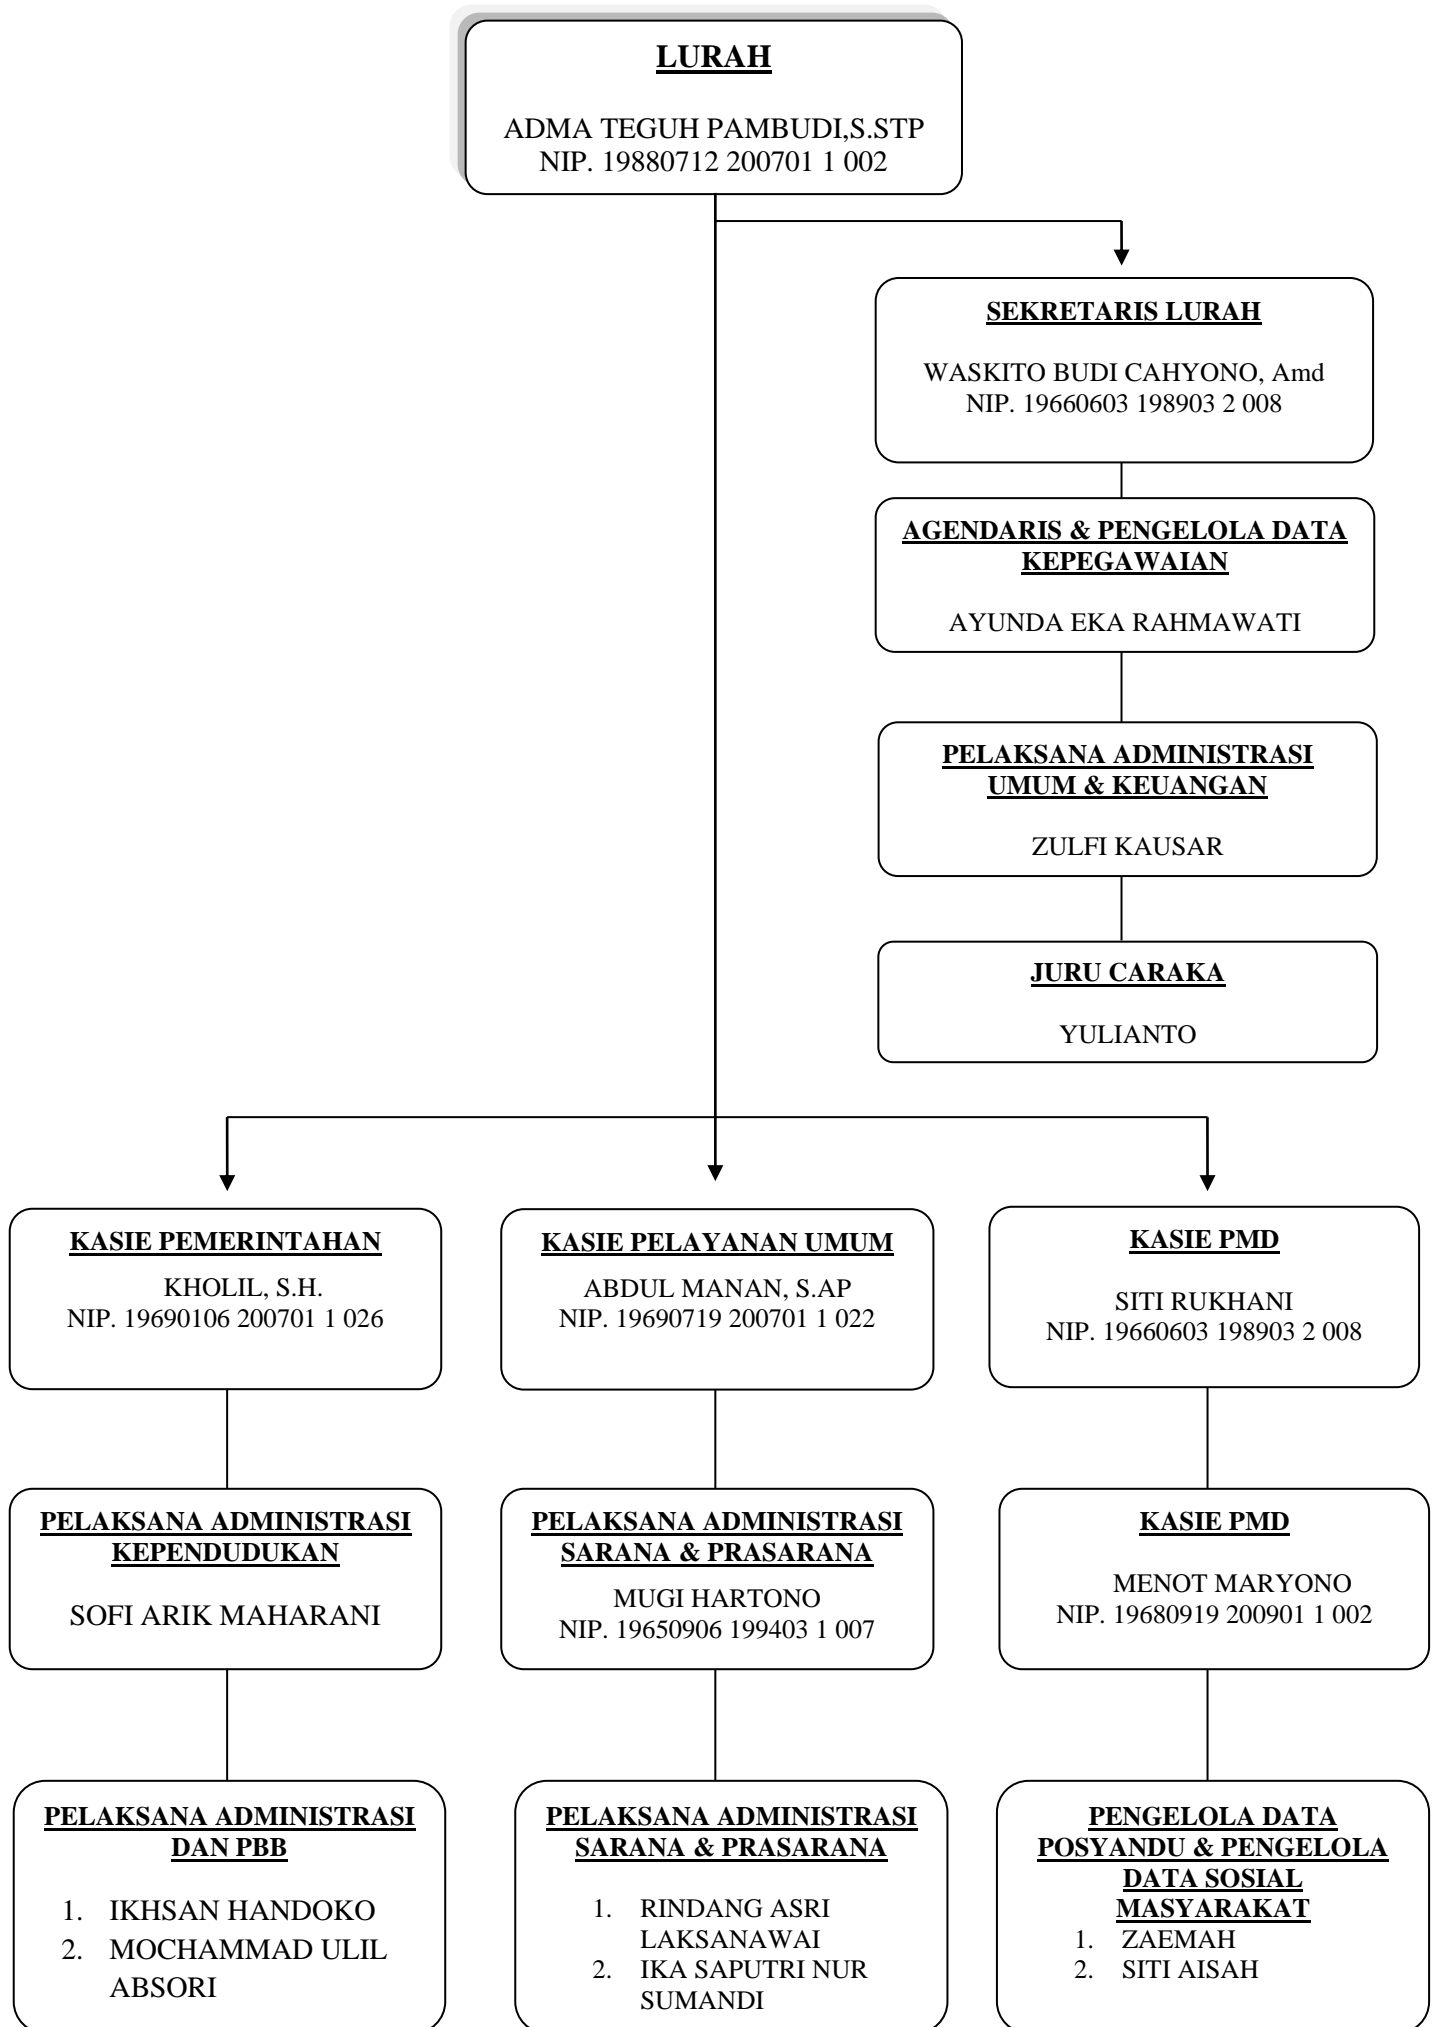 LURAH
ADMA TEGUH PAMBUDI,S.STP
NIP. 19880712 200701 1 002
SEKRETARIS LURAH
WASKITO BUDI CAHYONO, Amd
NIP. 19660603 198903 2 008
AGENDARIS & PENGELOLA DATA
KEPEGAWAIAN
AYUNDA EKA RAHMAWATI
PELAKSANA ADMINISTRASI
UMUM & KEUANGAN
ZULFI KAUSAR
JURU CARAKA
YULIANTO
KASIE PEMERINTAHAN
KHOLIL, S.H.
NIP. 19690106 200701 1 026
KASIE PELAYANAN UMUM
ABDUL MANAN, S.AP
NIP. 19690719 200701 1 022
KASIE PMD
SITI RUKHANI
NIP. 19660603 198903 2 008
PELAKSANA ADMINISTRASI
KEPENDUDUKAN
SOFI ARIK MAHARANI
PELAKSANA ADMINISTRASI
SARANA & PRASARANA
MUGI HARTONO
NIP. 19650906 199403 1 007
KASIE PMD
MENOT MARYONO
NIP. 19680919 200901 1 002
PELAKSANA ADMINISTRASI
DAN PBB
1. IKHSAN HANDOKO
2. MOCHAMMAD ULIL
ABSORI
PELAKSANA ADMINISTRASI
SARANA & PRASARANA
1. RINDANG ASRI
LAKSANAWAI
2. IKA SAPUTRI NUR
SUMANDI
PENGELOLA DATA
POSYANDU & PENGELOLA
DATA SOSIAL
MASYARAKAT
1. ZAEMAH
2. SITI AISAH